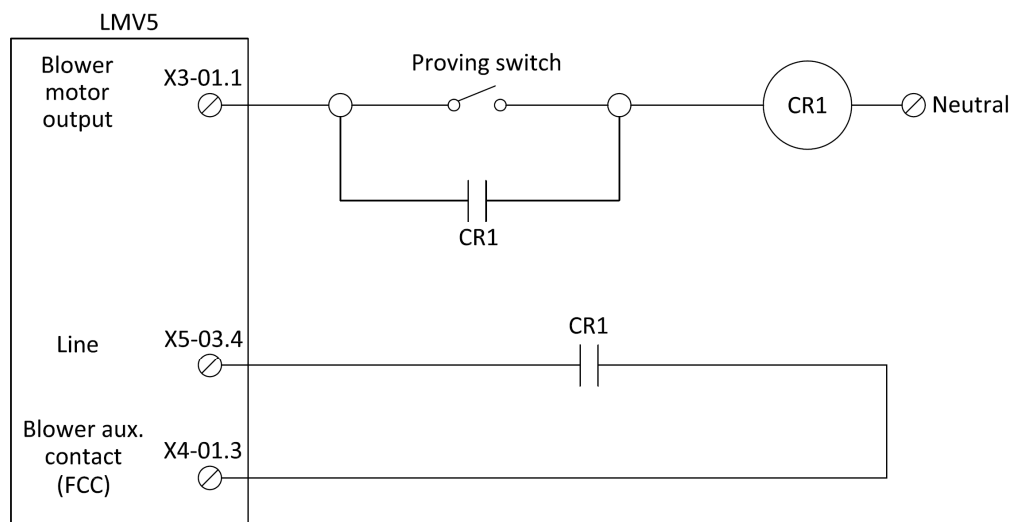 LMV5
Blower
motor
output
X3-01.1
Proving switch
CR1
Neutral
CR1
Line
X5-03.4
CR1
Blower aux.
contact
(FCC)
X4-01.3